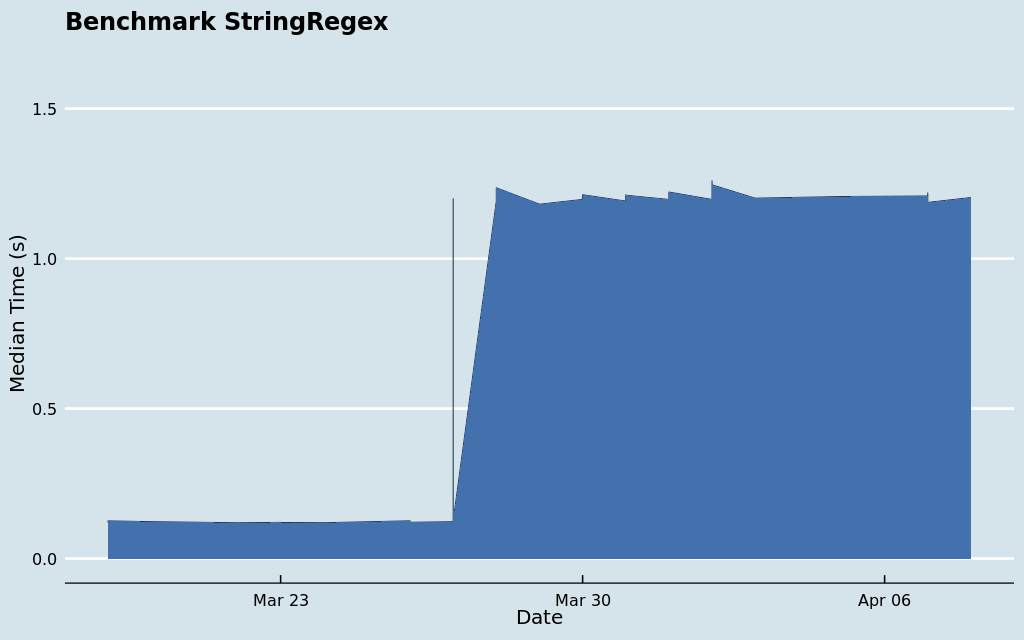 Benchmark StringRegex
Median Time (s)
1.5
1.0
0.5
0.0
Mar 23
Mar 30
Apr 06
Date